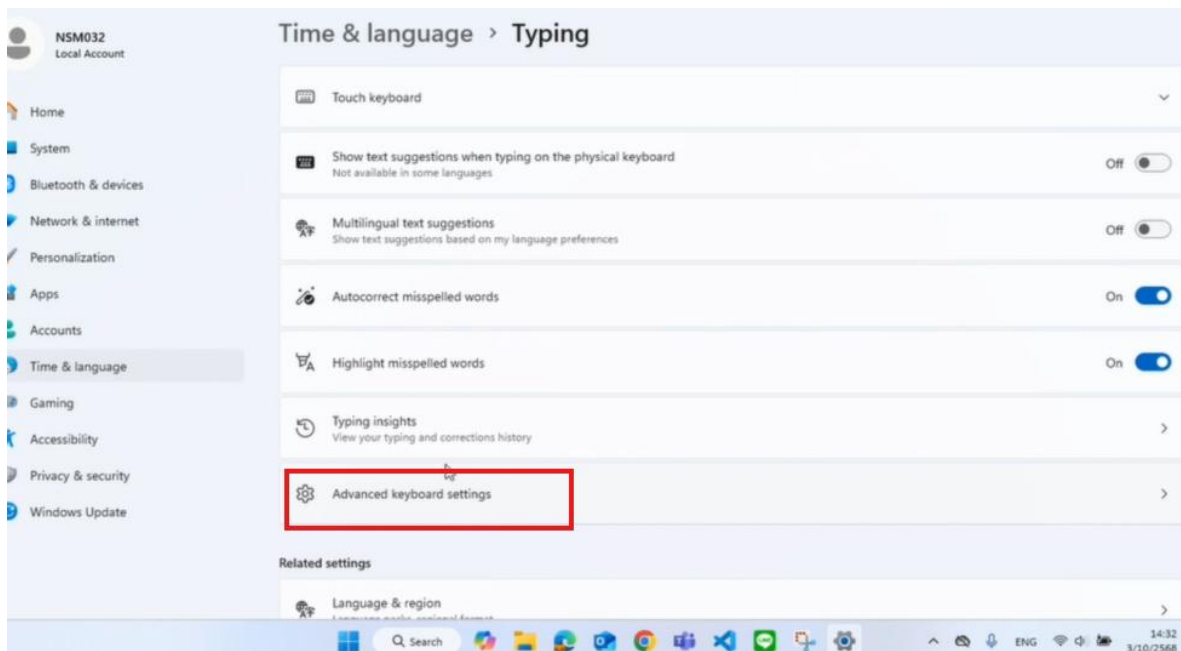 NSM032
Local Account
Time & language > Typing
Home
System
Bluetooth & devices
Network & internet
Personalization
Apps
Accounts
Time & language
Gaming
Accessibility
Privacy & security
Windows Update
Touch keyboard
Show text suggestions when typing on the physical keyboard
Not available in some languages
Off
Multilingual text suggestions
Show text suggestions based on my language preferences
Off
Autocorrect misspelled words
On
Highlight misspelled words
On
Typing insights
View your typing and corrections history
Advanced keyboard settings
Related settings
Language & region
Language packs, regional format
Search
ENG
14:32
3/10/2568